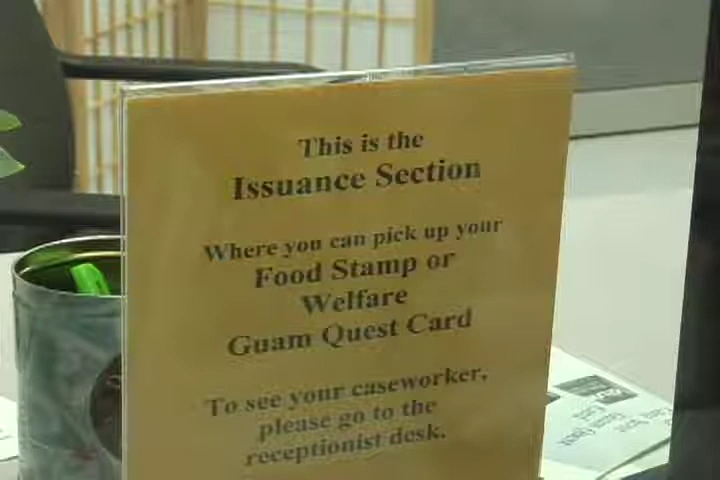 This is the
Issuance Section
Where you can pick up your
Food Stamp or
Welfare
Guam Quest Card
To see your caseworker,
please go to the
receptionist desk.